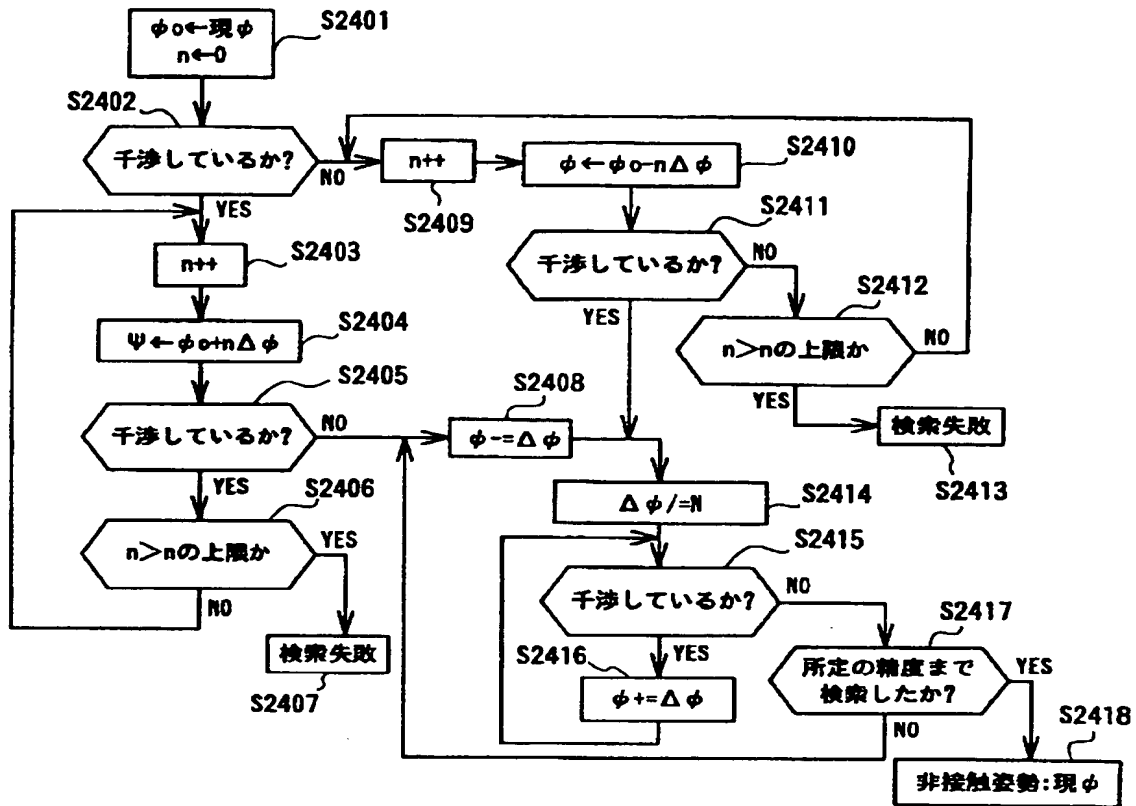 φ0←現φ
n←0
S2401
S2402
干渉しているか?
NO
YES
n++
S2409
φ←φ0-nΔφ
S2410
n++
S2403
Ψ←φ0+nΔφ
S2404
干渉しているか?
S2411
NO
YES
n>nの上限か
S2412
NO
YES
検索失敗
S2413
干渉しているか?
S2405
NO
YES
φ-=Δφ
S2408
n>nの上限か
S2406
YES
NO
検索失敗
S2407
Δφ/=N
S2414
干渉しているか?
S2415
NO
YES
φ+=Δφ
S2416
所定の精度まで
検索したか?
S2417
YES
NO
非接触姿勢:現φ
S2418